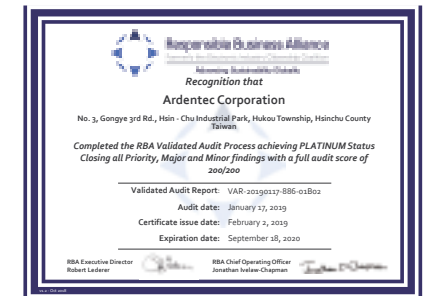 Responsible Business Alliance
Advancing Sustainability Globally
Recognition that
Ardentec Corporation
No. 3, Gongye 3rd Rd., Hsin - Chu Industrial Park, Hukou Township, Hsinchu County
Taiwan
Completed the RBA Validated Audit Process achieving PLATINUM Status
Closing all Priority, Major and Minor findings with a full audit score of
200/200
Validated Audit Report: VAR-20190117-886-01B02
Audit date: January 17, 2019
Certificate issue date: February 2, 2019
Expiration date: September 18, 2020
RBA Executive Director
Robert Lederer
RBA Chief Operating Officer
Jonathan Ivelaw-Chapman